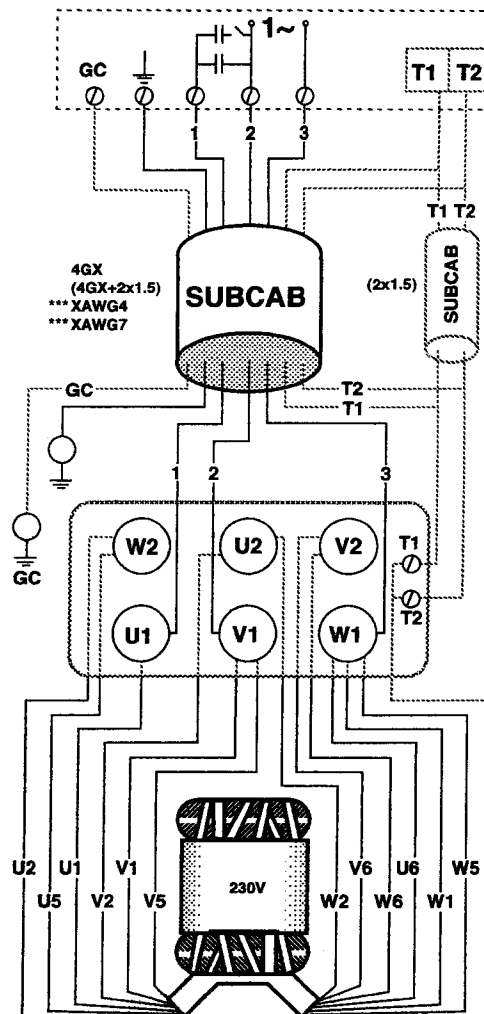 1~
T1 T2
GC
1 2 3
T1 T2
4GX
(4GX+2x1.5)
*** XAWG4
*** XAWG7
SUBCAB
(2x1.5)
SUBCAB
GC
T2
T1
1 2 3
GC
W2 U2 V2 T1
U1 V1 W1 T2
U2 U1 V1 V6 U6 W5
U5 V2 V5 W2 W6 W1
230V